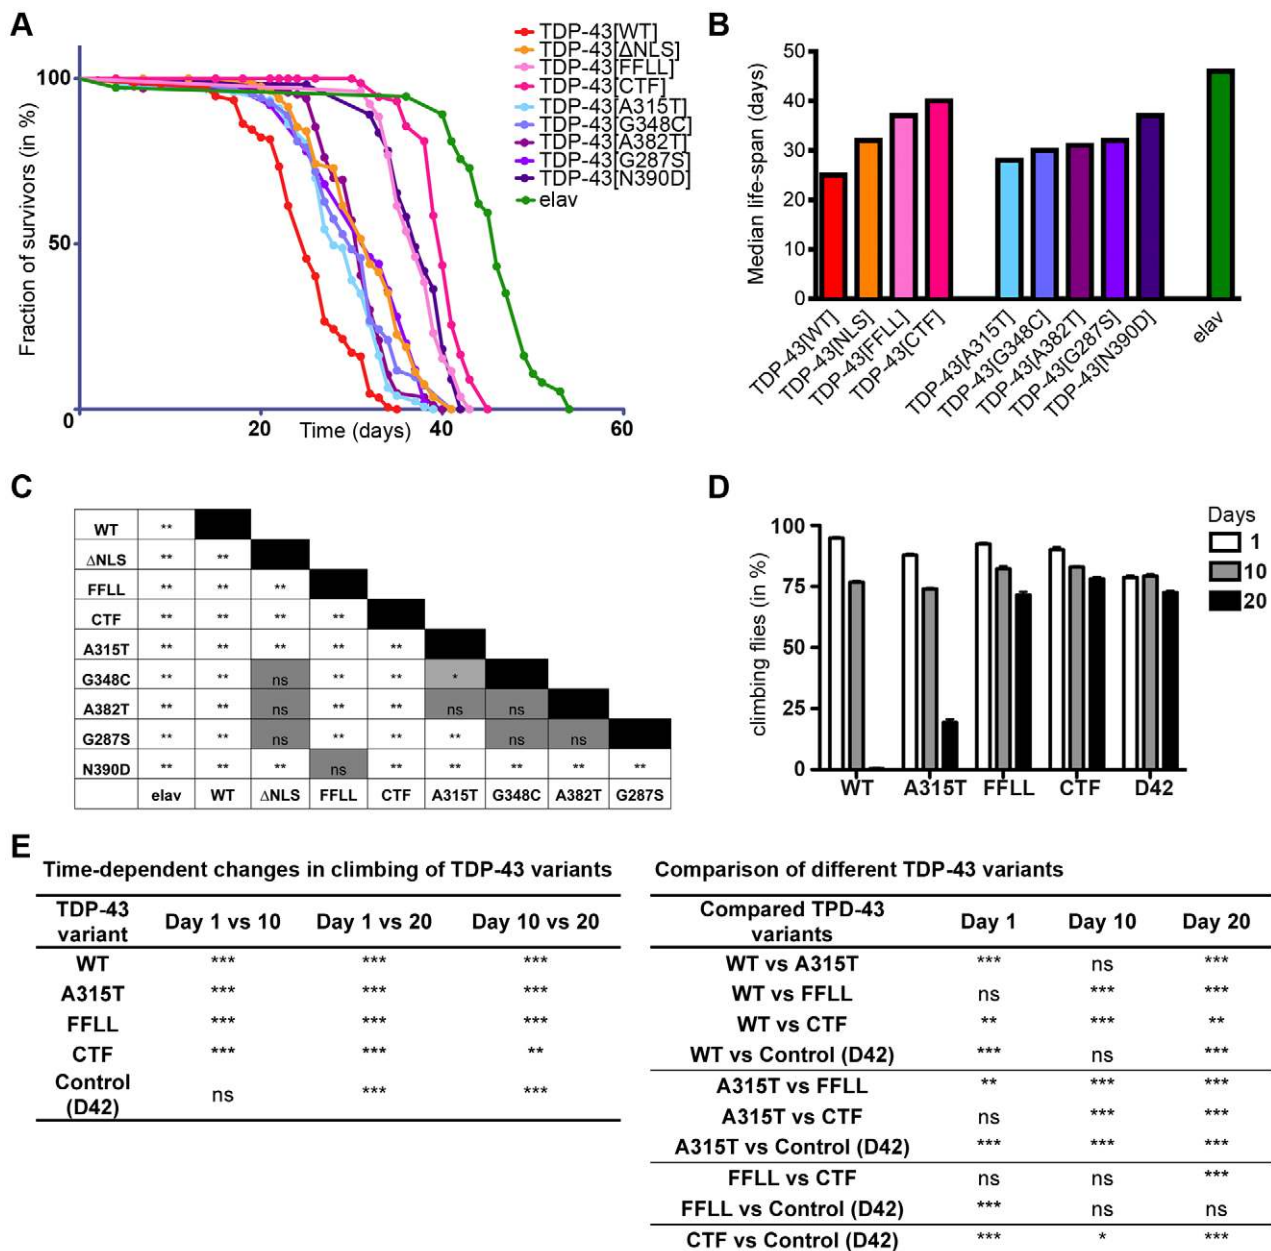 A
Fraction of survivors (in %)
100
50
0
20
40
60
Time (days)
TDP-43[WT]
TDP-43[ΔNLS]
TDP-43[FFLL]
TDP-43[CTF]
TDP-43[A315T]
TDP-43[G348C]
TDP-43[A382T]
TDP-43[G287S]
TDP-43[N390D]
elav
B
Median life-span (days)
50
40
30
20
10
0
TDP-43[WT]
TDP-43[NLS]
TDP-43[FFLL]
TDP-43[CTF]
TDP-43[A315T]
TDP-43[G348C]
TDP-43[A382T]
TDP-43[G287S]
TDP-43[N390D]
elav
C
WT **
ΔNLS ** **
FFLL ** ** **
CTF ** ** ** **
A315T ** ** ** ** **
G348C ** ** ns ** ** *
A382T ** ** ns ** ** ns ns
G287S ** ** ns ** ** ** ns ns
N390D ** ** ** ns ** ** ** ** **
elav WT ΔNLS FFLL CTF A315T G348C A382T G287S
D
climbing flies (in %)
100
75
50
25
0
WT A315T FFLL CTF D42
Days
1
10
20
E
Time-dependent changes in climbing of TDP-43 variants
TDP-43
variant Day 1 vs 10 Day 1 vs 20 Day 10 vs 20
WT *** *** ***
A315T *** *** ***
FFLL *** *** ***
CTF *** *** **
Control
(D42) ns *** ***
Comparison of different TDP-43 variants
Compared TPD-43
variants Day 1 Day 10 Day 20
WT vs A315T *** ns ***
WT vs FFLL ns *** ***
WT vs CTF ** *** **
WT vs Control (D42) *** ns ***
A315T vs FFLL ** *** ***
A315T vs CTF ns *** ***
A315T vs Control (D42) *** *** ***
FFLL vs CTF ns ns ***
FFLL vs Control (D42) *** ns ns
CTF vs Control (D42) *** * ***